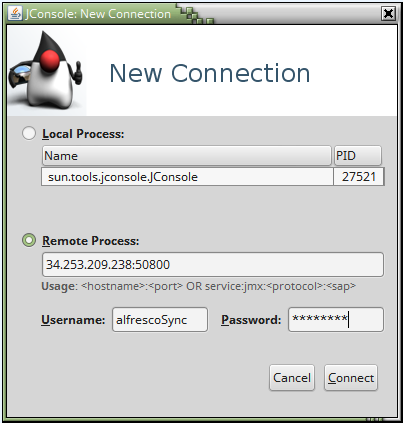 JConsole: New Connection
New Connection
Local Process:
Name PID
sun.tools.jconsole.JConsole 27521
Remote Process:
34.253.209.238:50800
Usage: <hostname>:<port> OR service:jmx:<protocol>:<sap>
Username: alfrescoSync Password: ********
Cancel Connect